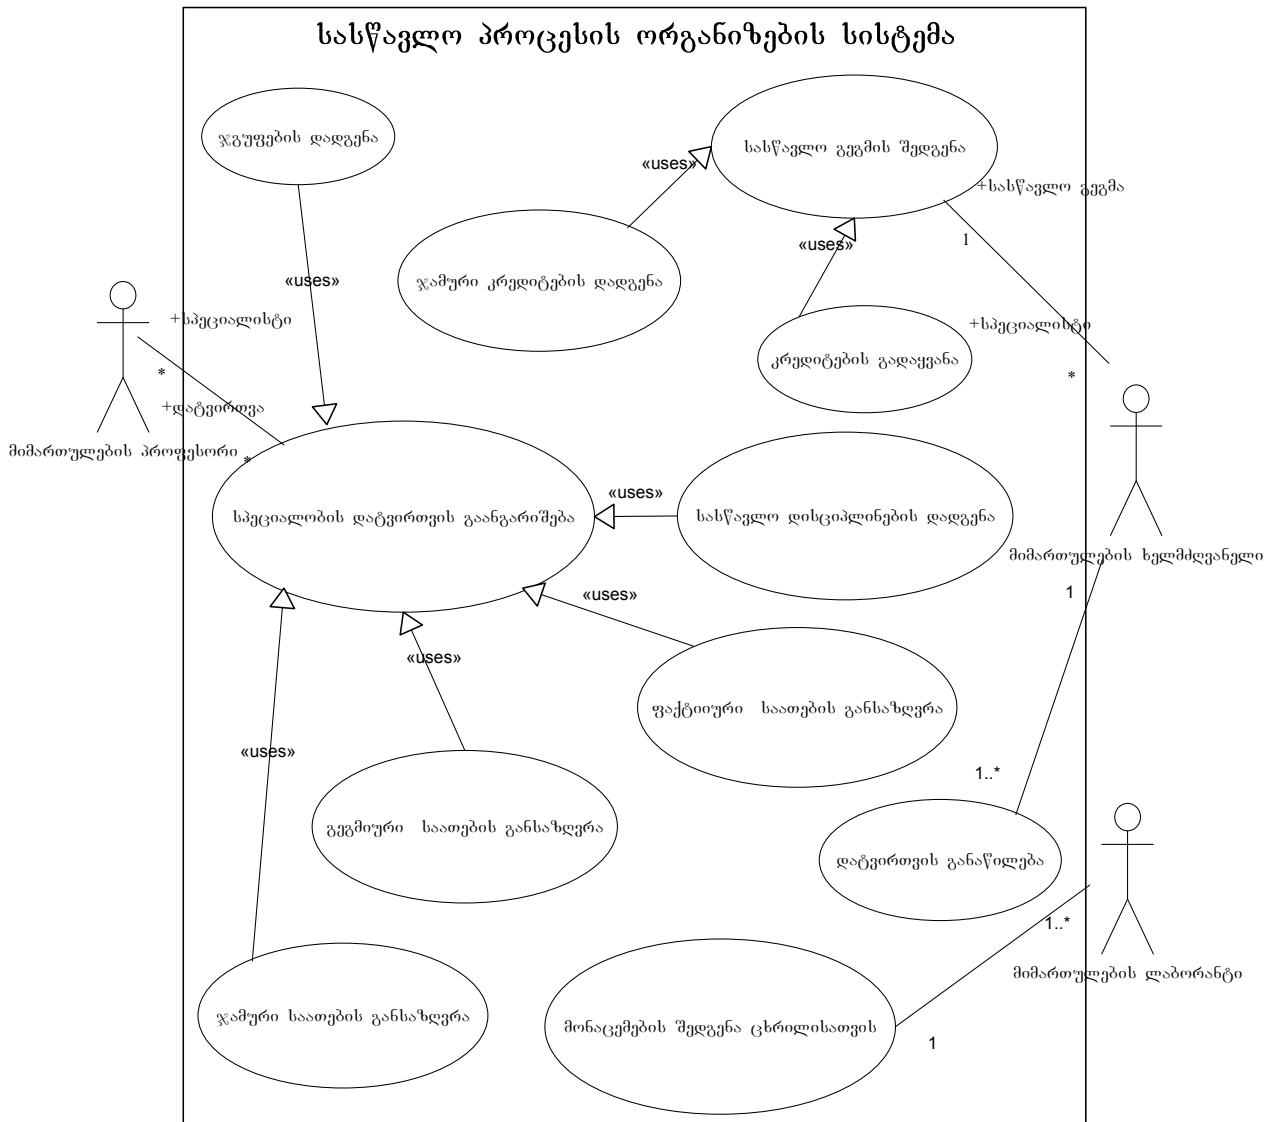 სასწავლო პროცესის ორგანიზების სისტემა
ჯგუფების დადგენა
სასწავლო გეგმის შედგენა
«uses»
+სასწავლო გეგმა
1
«uses»
ჯამური კრედიტების დადგენა
«uses»
+სპეციალისტი
+სპეციალისტი
კრედიტების გადაყვანა
*
*
+დატვირთვა
მიმართულების პროფესორი
*
«uses»
სპეციალობის დატვირთვის გაანგარიშება
სასწავლო დისციპლინების დადგენა
მიმართულების ხელმძღვანელი
1
«uses»
«uses»
ფაქტიიური საათების განსაზღვრა
«uses»
1..*
გეგმიური საათების განსაზღვრა
დატვირთვის განაწილება
1..*
მიმართულების ლაბორანტი
ჯამური საათების განსაზღვრა
მონაცემების შედგენა ცხრილისათვის
1